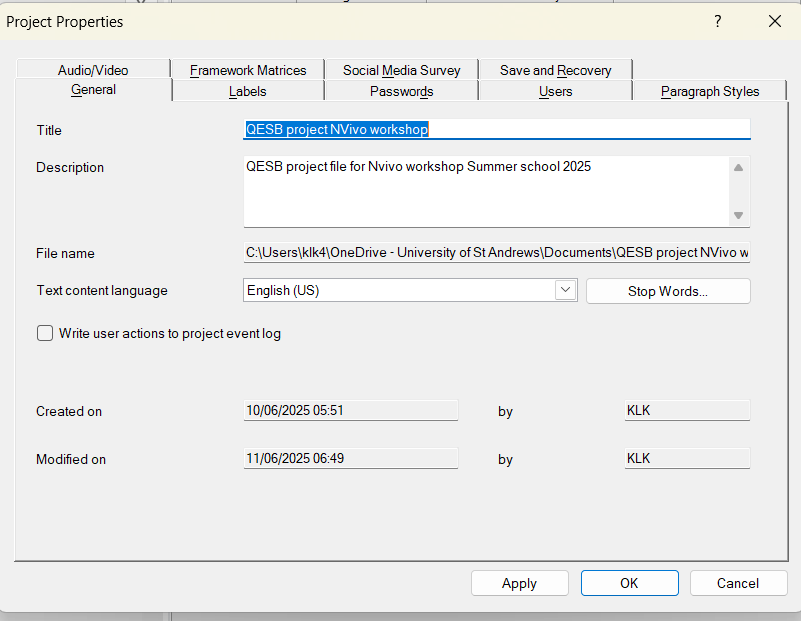 Project Properties
?
Audio/Video Framework Matrices Social Media Survey Save and Recovery
General Labels Passwords Users Paragraph Styles
Title QESB project NVivo workshop
Description QESB project file for Nvivo workshop Summer school 2025
File name C:\Users\klk4\OneDrive - University of St Andrews\Documents\QESB project NVivo w
Text content language English (US) Stop Words...
Write user actions to project event log
Created on 10/06/2025 05:51 by KLK
Modified on 11/06/2025 06:49 by KLK
Apply OK Cancel